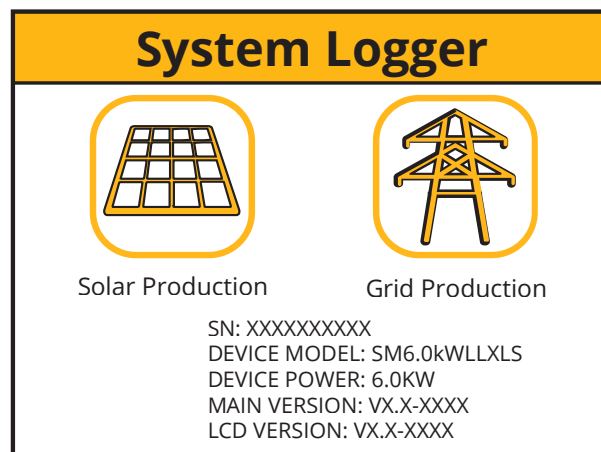 System Logger
Solar Production
Grid Production
SN: XXXXXXXXXX
DEVICE MODEL: SM6.0kWLLXLS
DEVICE POWER: 6.0KW
MAIN VERSION: VX.X-XXXX
LCD VERSION: VX.X-XXXX